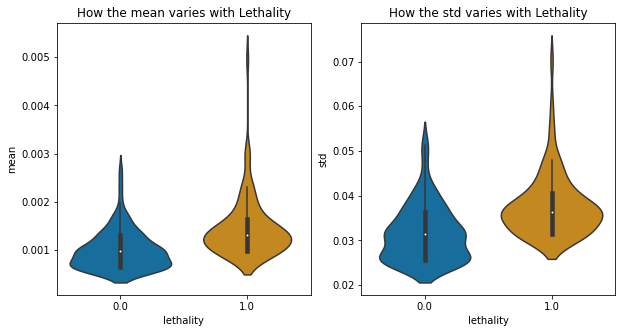 How the mean varies with Lethality
How the std varies with Lethality
0.005
0.004
0.003
0.002
0.001
mean
0.0
1.0
lethality
0.07
0.06
0.05
0.04
0.03
0.02
std
0.0
1.0
lethality